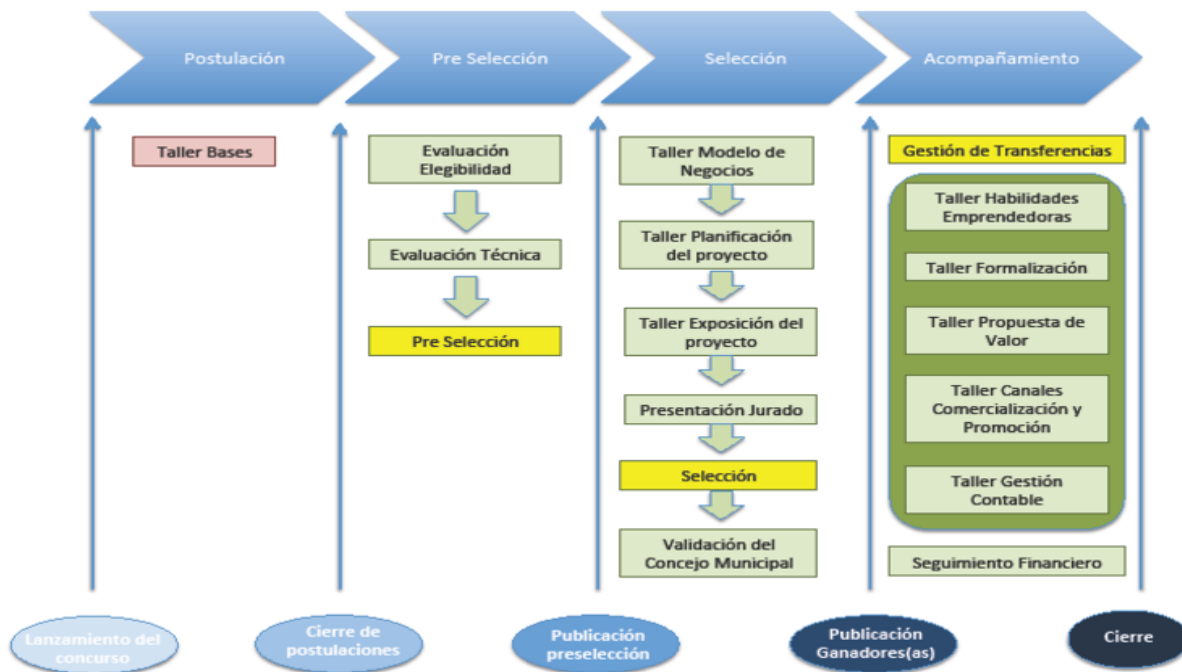 Postulación
Pre Selección
Selección
Acompañamiento
Taller Bases
Evaluación
Elegibilidad
Evaluación Técnica
Pre Selección
Taller Modelo de
Negocios
Taller Planificación
del proyecto
Taller Exposición del
proyecto
Presentación Jurado
Selección
Validación del
Concejo Municipal
Gestión de Transferencias
Taller Habilidades
Emprendedoras
Taller Formalización
Taller Propuesta de
Valor
Taller Canales
Comercialización y
Promoción
Taller Gestión
Contable
Seguimiento Financiero
Lanzamiento del
concurso
Cierre de
postulaciones
Publicación
preselección
Publicación
Ganadores(as)
Cierre